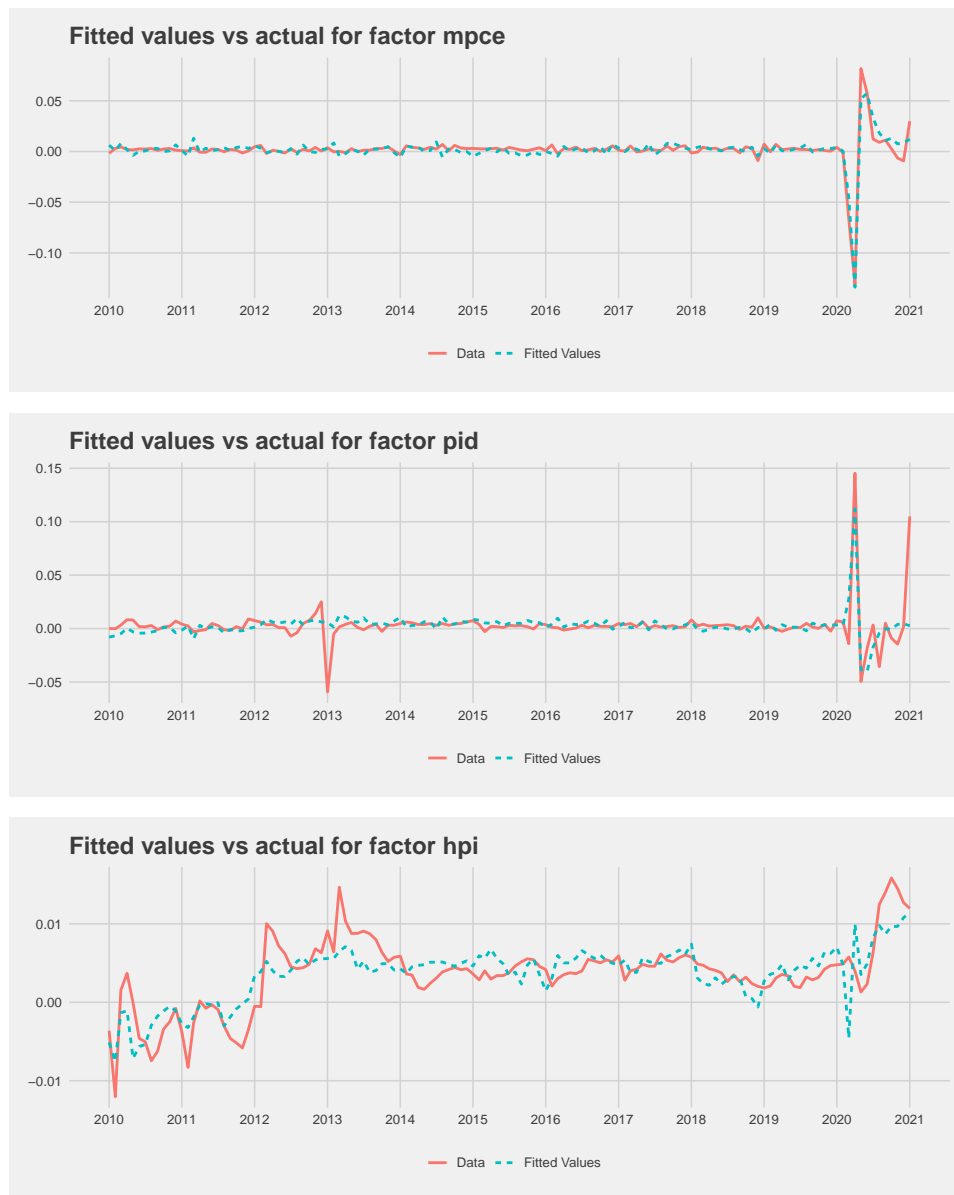 Fitted values vs actual for factor mpce
0.05
0.00
−0.05
−0.10
2010 2011 2012 2013 2014 2015 2016 2017 2018 2019 2020 2021
Data Fitted Values
Fitted values vs actual for factor pid
0.15
0.10
0.05
0.00
−0.05
2010 2011 2012 2013 2014 2015 2016 2017 2018 2019 2020 2021
Data Fitted Values
Fitted values vs actual for factor hpi
0.01
0.00
−0.01
2010 2011 2012 2013 2014 2015 2016 2017 2018 2019 2020 2021
Data Fitted Values